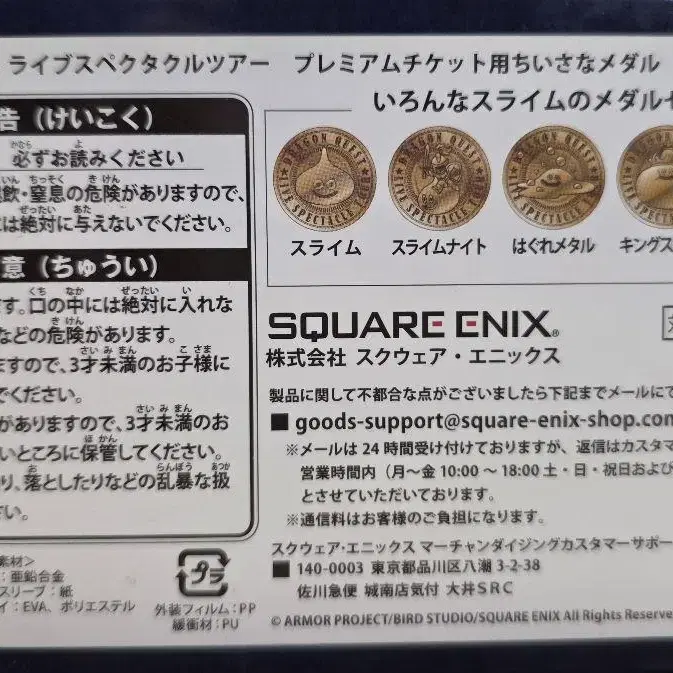 ライブスペクタクルツアー　プレミアムチケット用ちいさなメダル
いろんなスライムのメダルセ
告（けいこく）
必ずお読みください
飲・窒息の危険がありますので、
には絶対に与えないでください。
意（ちゅうい）
す。口の中には絶対に入れな
などの危険があります。
ますので、3才未満のお子様に
でください。
がありますので、3才未満のお
いところに保管してください。
り、落としたりなどの乱暴な扱
さい。
DRAGON QUEST
LIVE SPECTACLE TOUR
スライム
スライムナイト
はぐれメタル
キングス
SQUARE ENIX®
株式会社 スクウェア・エニックス
製品に関して不都合な点がございましたら下記までメールにて
■ goods-support@square-enix-shop.com
※メールは 24 時間受け付けておりますが、返信はカスタマ
営業時間内（月～金 10:00 ～ 18:00 土・日・祝日および
とさせていただいております。
※通信料はお客様のご負担になります。
スクウェア・エニックス マーチャンダイジングカスタマーサポー
■ 140-0003 東京都品川区八潮 3-2-38
佐川急便 城南店気付 大井ＳＲＣ
© ARMOR PROJECT/BIRD STUDIO/SQUARE ENIX All Rights Reserve
素材＞
：亜鉛合金
スリーブ：紙
イ：EVA、ポリエステル
プラ
外装フィルム：PP
緩衝材：PU